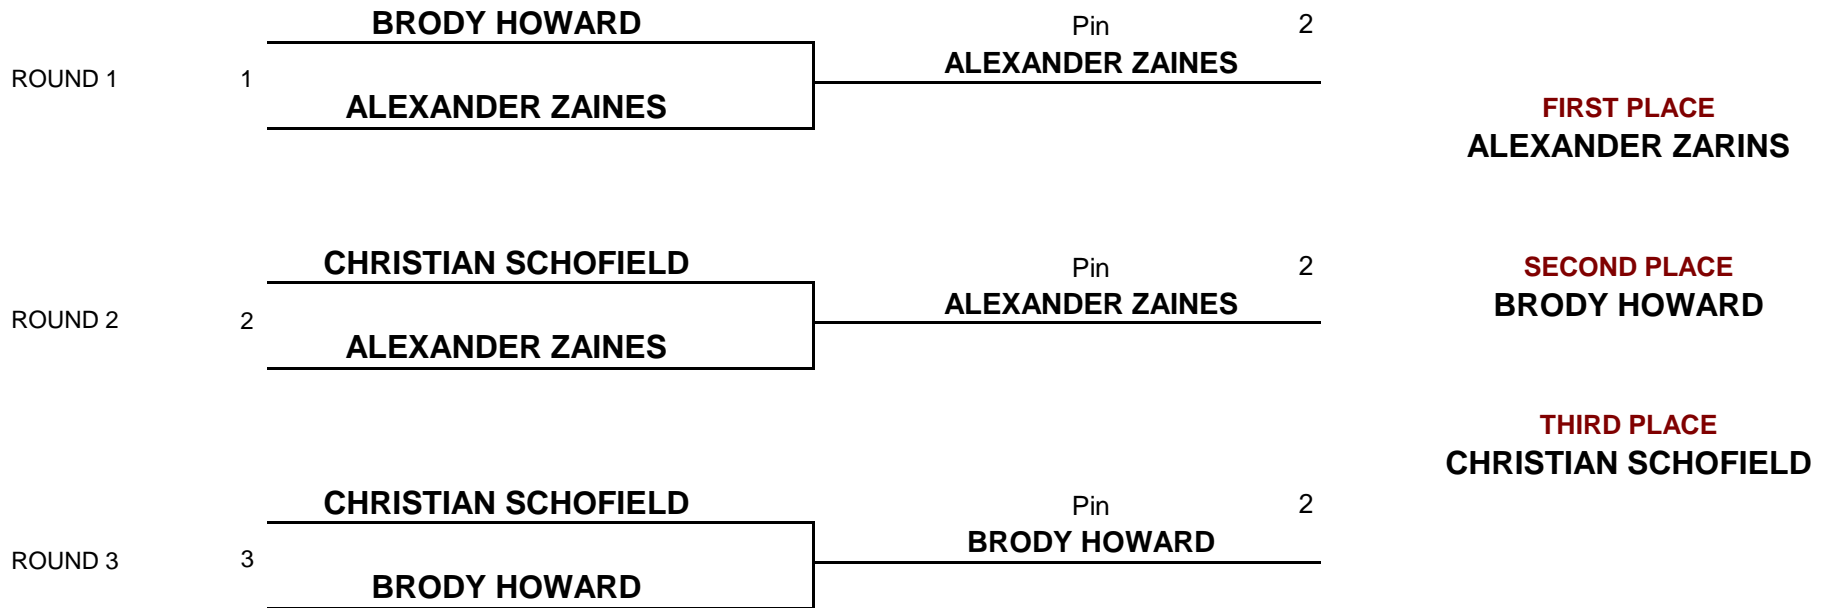 BRODY HOWARD
Pin 2
ALEXANDER ZAINES
ROUND 1 1
ALEXANDER ZAINES
FIRST PLACE
ALEXANDER ZARINS
CHRISTIAN SCHOFIELD
Pin 2
SECOND PLACE
ALEXANDER ZAINES
BRODY HOWARD
ROUND 2 2
ALEXANDER ZAINES
THIRD PLACE
CHRISTIAN SCHOFIELD
CHRISTIAN SCHOFIELD
Pin 2
BRODY HOWARD
ROUND 3 3
BRODY HOWARD